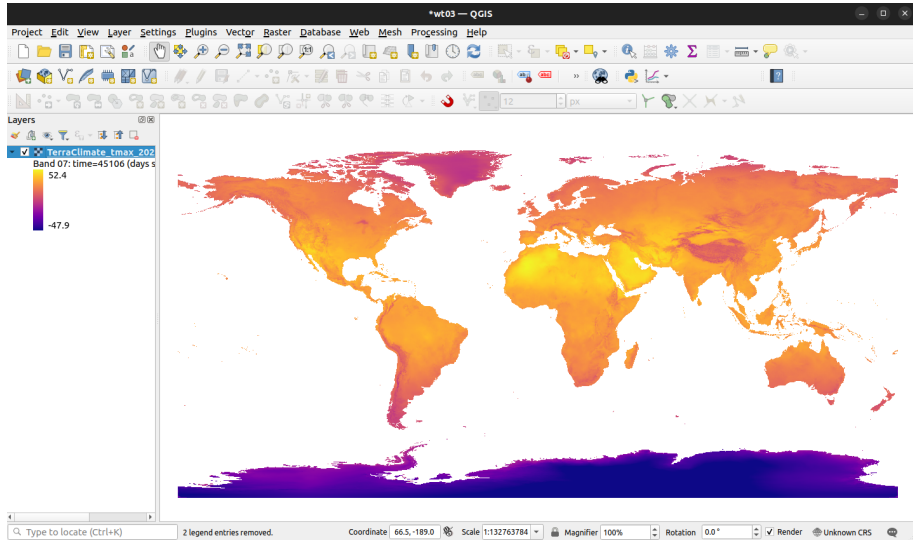 *wt03 — QGIS
Project Edit View Layer Settings Plugins Vector Raster Database Web Mesh Processing Help
abc abc »
12 px
Layers
TerraClimate_tmax_202
Band 07: time=45106 (days s
52.4
-47.9
Type to locate (Ctrl+K) 2 legend entries removed. Coordinate 66.5,-189.0 Scale 1:132763784 Magnifier 100% Rotation 0.0 ° Render Unknown CRS